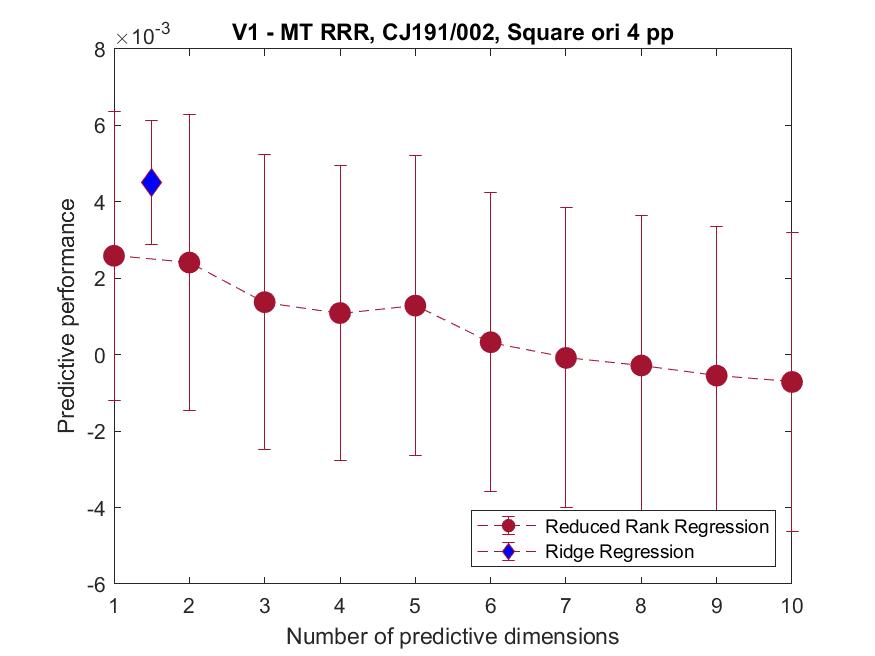 V1 - MT RRR, CJ191/002, Square ori 4 pp
×10⁻³
8
6
4
2
0
-2
-4
-6
Predictive performance
1 2 3 4 5 6 7 8 9 10
Number of predictive dimensions
Reduced Rank Regression
Ridge Regression